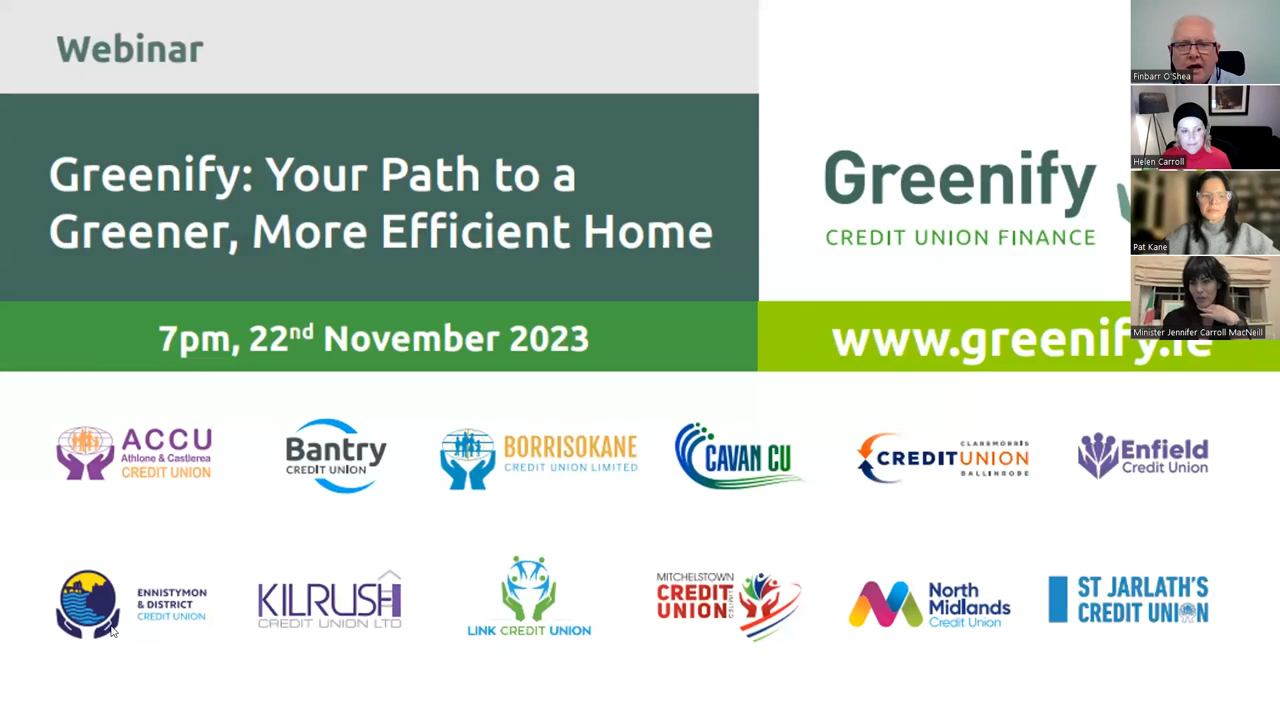 Webinar
Greenify: Your Path to a
Greener, More Efficient Home
7pm, 22nd November 2023
Greenify
CREDIT UNION FINANCE
www.greenify.ie
Finbarr O'Shea
Helen Carroll
Pat Kane
Minister Jennifer Carroll MacNeill
ACCU
Athlone & Castlerea
CREDIT UNION
Bantry
CREDIT UNION
BORRISOKANE
CREDIT UNION LIMITED
CAVAN CU
CLAREMORRIS
CREDIT UNION
BALLINROBE
Enfield
Credit Union
ENNISTYMON
& DISTRICT
CREDIT UNION
KILRUSH
CREDIT UNION LTD
LINK CREDIT UNION
MITCHELSTOWN
CREDIT
UNION
LIMITED
North
Midlands
Credit Union
ST JARLATH'S
CREDIT UNION